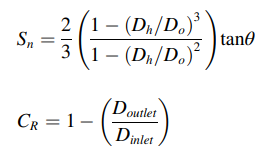 S_n = \frac{2}{3} \left( \frac{1 - (D_h/D_o)^3}{1 - (D_h/D_o)^2} \right) \tan\theta
C_R = 1 - \left( \frac{D_{outlet}}{D_{inlet}} \right)